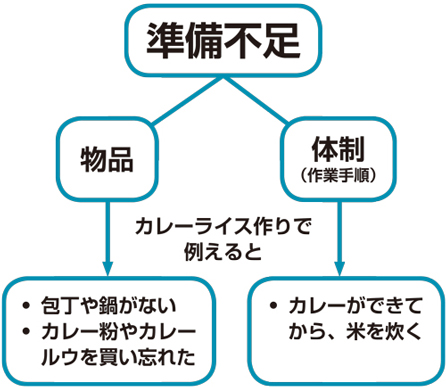 準備不足
物品
体制
（作業手順）
カレーライス作りで
例えると
• 包丁や鍋がない
• カレー粉やカレー
ルウを買い忘れた
• カレーができて
から、米を炊く